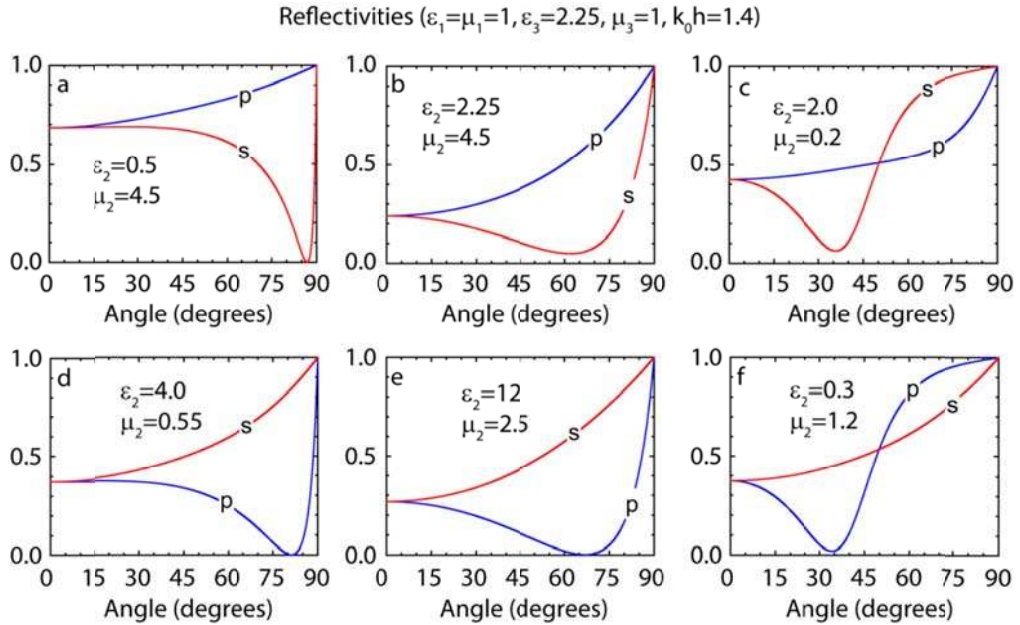 Reflectivities (ε₁=μ₁=1, ε₃=2.25, μ₃=1, k₀h=1.4)
a
p
s
ε₂=0.5
μ₂=4.5
1.0
0.5
0.0
0 15 30 45 60 75 90
Angle (degrees)
b
p
s
ε₂=2.25
μ₂=4.5
1.0
0.5
0.0
0 15 30 45 60 75 90
Angle (degrees)
c
s
p
ε₂=2.0
μ₂=0.2
1.0
0.5
0.0
0 15 30 45 60 75 90
Angle (degrees)
d
s
p
ε₂=4.0
μ₂=0.55
1.0
0.5
0.0
0 15 30 45 60 75 90
Angle (degrees)
e
s
p
ε₂=12
μ₂=2.5
1.0
0.5
0.0
0 15 30 45 60 75 90
Angle (degrees)
f
p
s
ε₂=0.3
μ₂=1.2
1.0
0.5
0.0
0 15 30 45 60 75 90
Angle (degrees)